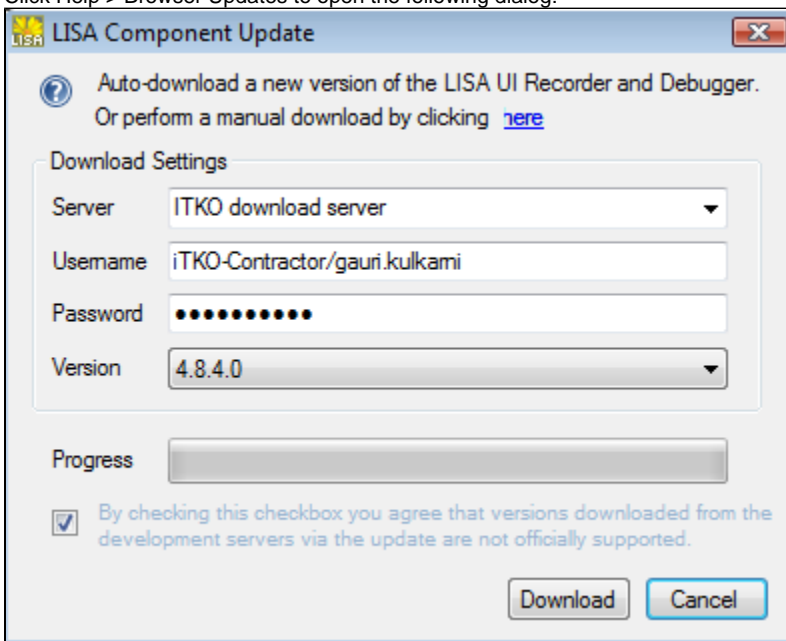 Click Help > Browser Updates to open the following dialog.
LISA LISA Component Update
Auto-download a new version of the LISA UI Recorder and Debugger.
Or perform a manual download by clicking here
Download Settings
Server ITKO download server
Username iTKO-Contractor/gauri.kulkarni
Password ●●●●●●●●●●
Version 4.8.4.0
Progress
By checking this checkbox you agree that versions downloaded from the
development servers via the update are not officially supported.
Download Cancel